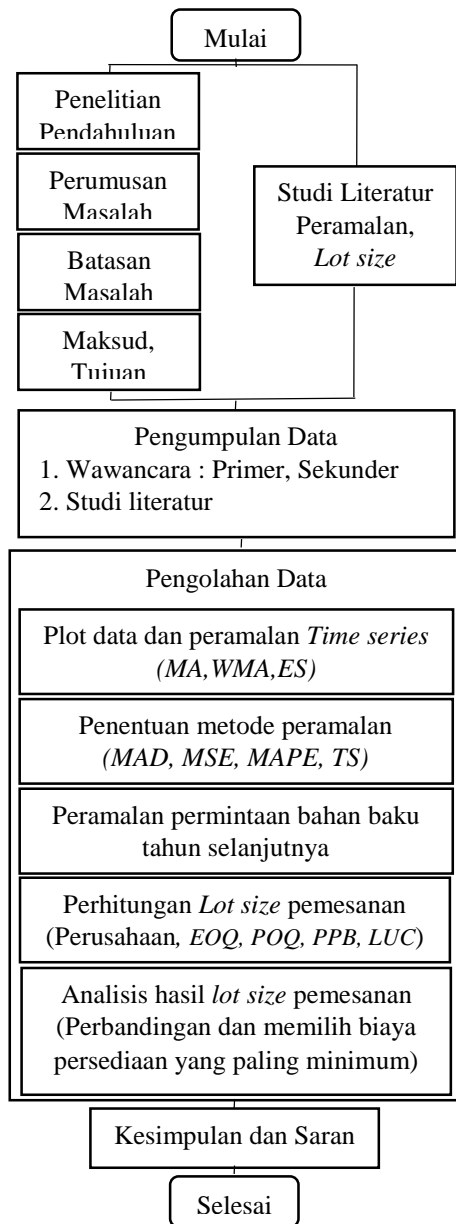 Mulai
Penelitian
Pendahuluan
Perumusan
Masalah
Batasan
Masalah
Maksud,
Tujuan
Studi Literatur
Peramalan,
Lot size
Pengumpulan Data
1. Wawancara : Primer, Sekunder
2. Studi literatur
Pengolahan Data
Plot data dan peramalan Time series
(MA,WMA,ES)
Penentuan metode peramalan
(MAD, MSE, MAPE, TS)
Peramalan permintaan bahan baku
tahun selanjutnya
Perhitungan Lot size pemesanan
(Perusahaan, EOQ, POQ, PPB, LUC)
Analisis hasil lot size pemesanan
(Perbandingan dan memilih biaya
persediaan yang paling minimum)
Kesimpulan dan Saran
Selesai